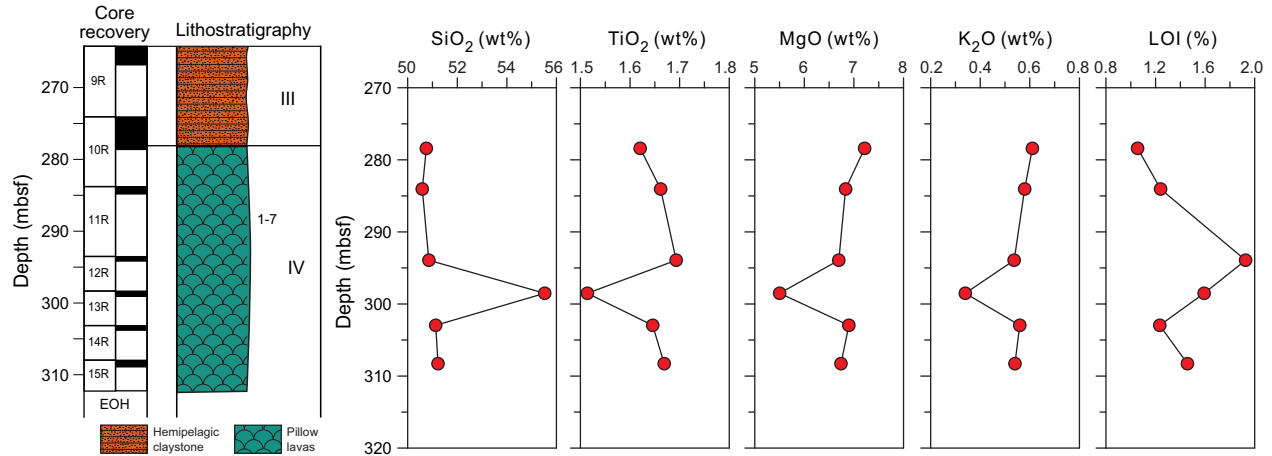 Core recovery
Lithostratigraphy
Depth (mbsf)
270
280
290
300
310
9R
10R
11R
12R
13R
14R
15R
EOH
III
1-7
IV
Hemipelagic claystone
Pillow lavas
SiO₂ (wt%)
50 52 54 56
TiO₂ (wt%)
1.5 1.6 1.7 1.8
MgO (wt%)
5 6 7 8
K₂O (wt%)
0.2 0.4 0.6 0.8
LOI (%)
0.8 1.2 1.6 2.0
Depth (mbsf)
270
280
290
300
310
320